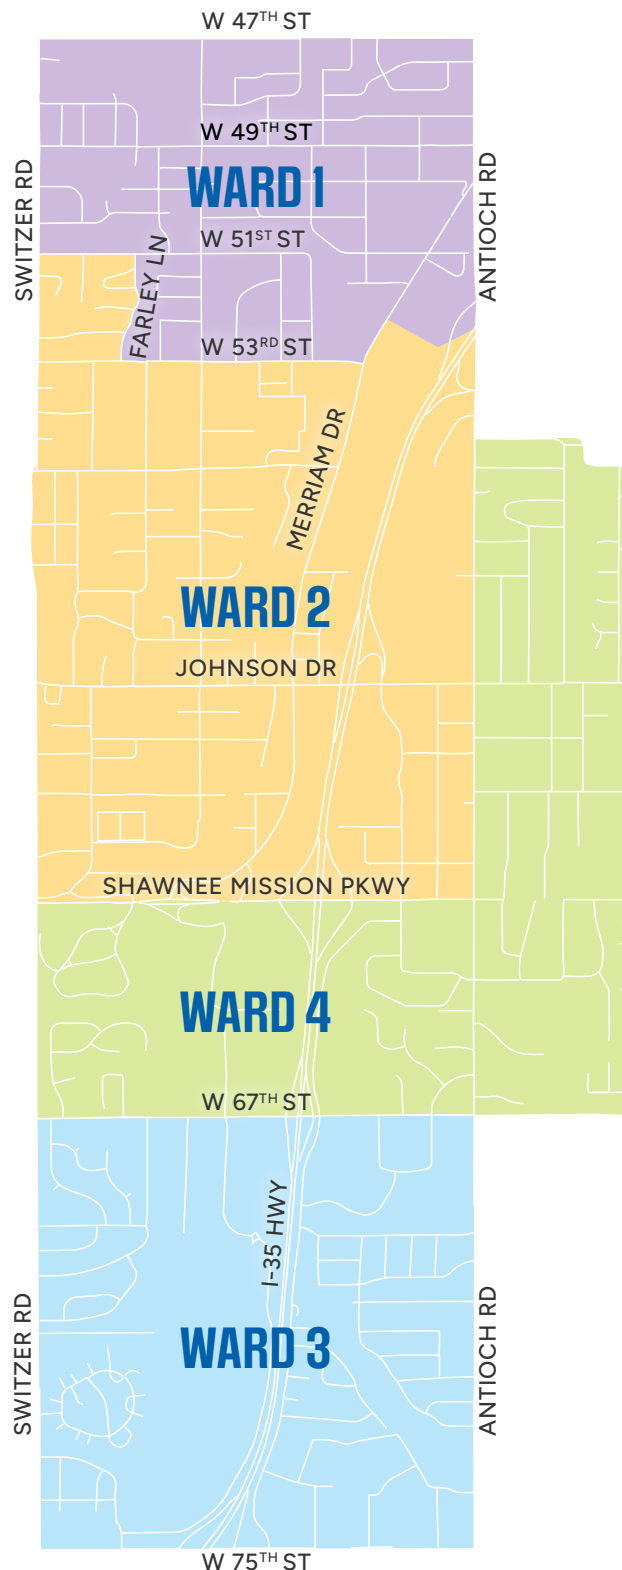 W 47TH ST
W 49TH ST
WARD 1
SWITZER RD
ANTIOCH RD
W 51ST ST
FARLEY LN
W 53RD ST
MERRIAM DR
WARD 2
JOHNSON DR
SHAWNEE MISSION PKWY
WARD 4
W 67TH ST
I-35 HWY
WARD 3
SWITZER RD
ANTIOCH RD
W 75TH ST